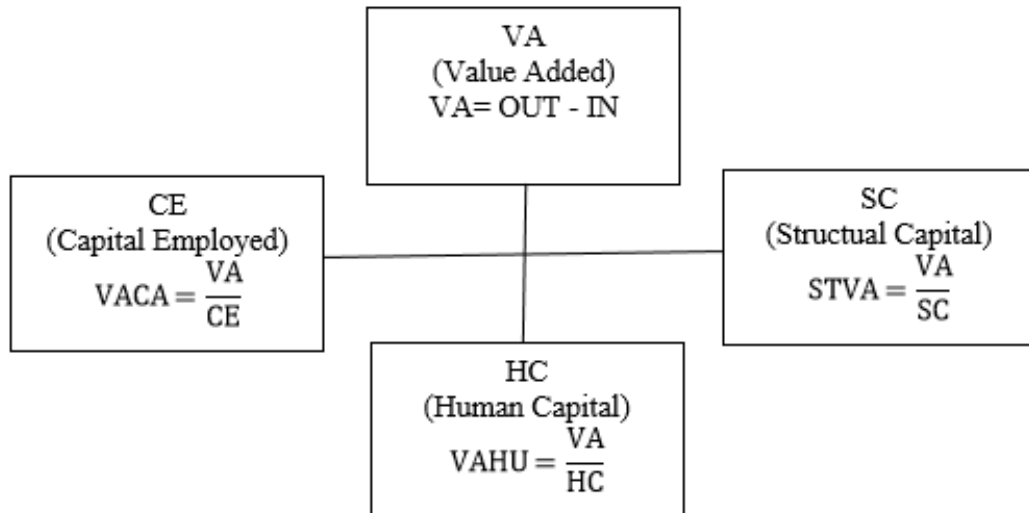 VA
(Value Added)
VA= OUT - IN
CE
(Capital Employed)
VACA = VA/CE
SC
(Structual Capital)
STVA = VA/SC
HC
(Human Capital)
VAHU = VA/HC